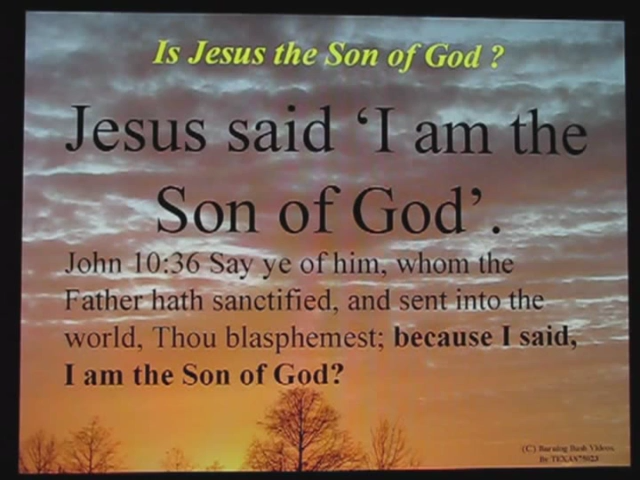 Is Jesus the Son of God ?
Jesus said ‘I am the
Son of God’.
John 10:36 Say ye of him, whom the
Father hath sanctified, and sent into the
world, Thou blasphemest; because I said,
I am the Son of God?
(C) Burning Bush Videos
By